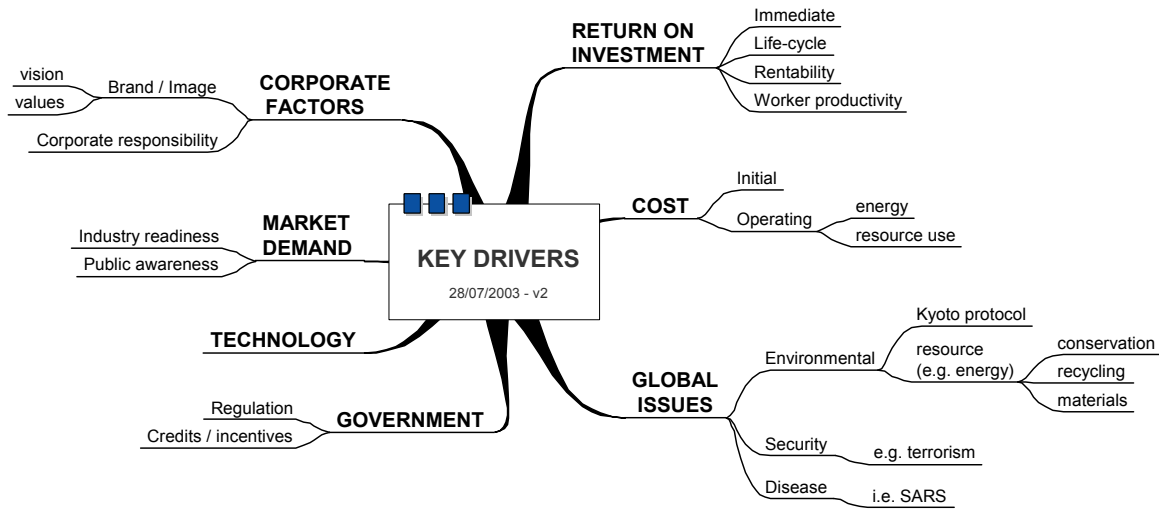 KEY DRIVERS
28/07/2003 - v2
RETURN ON
INVESTMENT
Immediate
Life-cycle
Rentability
Worker productivity
COST
Initial
Operating
energy
resource use
GLOBAL
ISSUES
Environmental
Kyoto protocol
resource
(e.g. energy)
conservation
recycling
materials
Security
e.g. terrorism
Disease
i.e. SARS
GOVERNMENT
Regulation
Credits / incentives
TECHNOLOGY
MARKET
DEMAND
Industry readiness
Public awareness
CORPORATE
FACTORS
Brand / Image
vision
values
Corporate responsibility